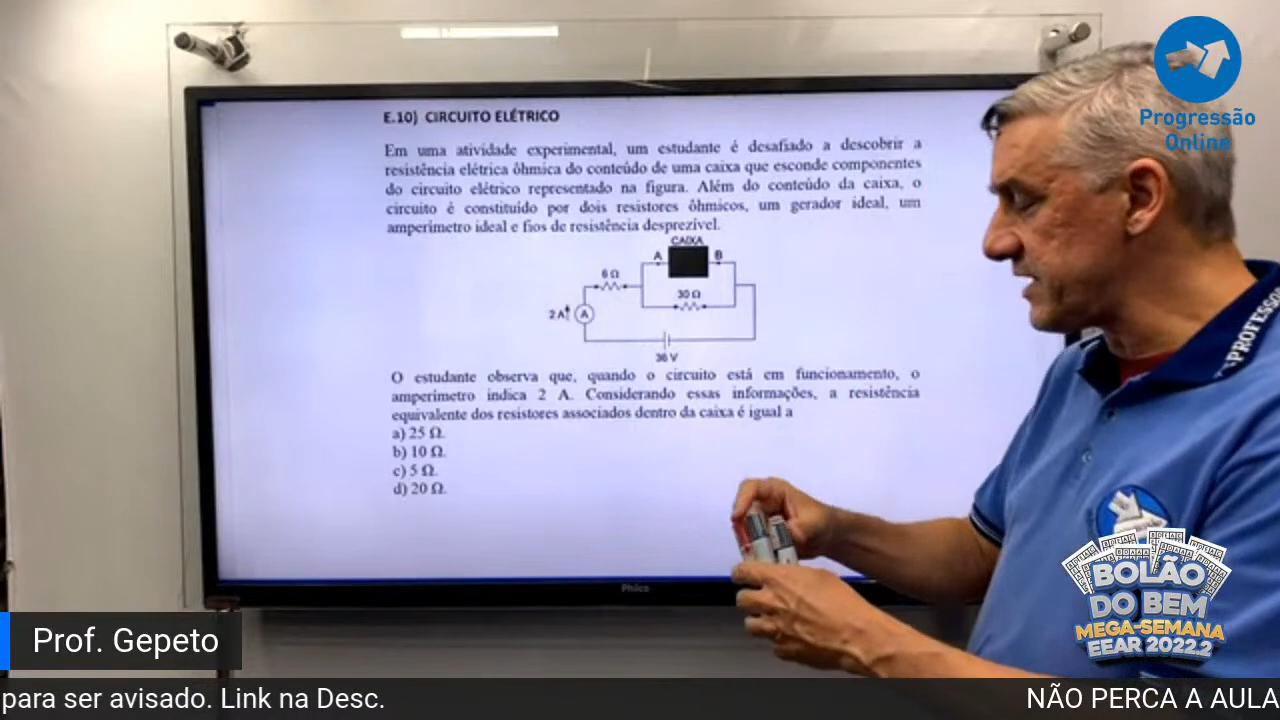 Progressão
Online
E.10) CIRCUITO ELÉTRICO
Em uma atividade experimental, um estudante é desafiado a descobrir a
resistência elétrica ôhmica do conteúdo de uma caixa que esconde componentes
do circuito elétrico representado na figura. Além do conteúdo da caixa, o
circuito é constituído por dois resistores ôhmicos, um gerador ideal, um
amperímetro ideal e fios de resistência desprezível.
CAIXA
A
B
6 Ω
30 Ω
2 A
A
36 V
O estudante observa que, quando o circuito está em funcionamento, o
amperímetro indica 2 A. Considerando essas informações, a resistência
equivalente dos resistores associados dentro da caixa é igual a
a) 25 Ω.
b) 10 Ω.
c) 5 Ω.
d) 20 Ω.
Philco
PROFESSO
BOLÃO
DO BEM
MEGA-SEMANA
EEAR 2022.2
Prof. Gepeto
para ser avisado. Link na Desc.
NÃO PERCA A AULA